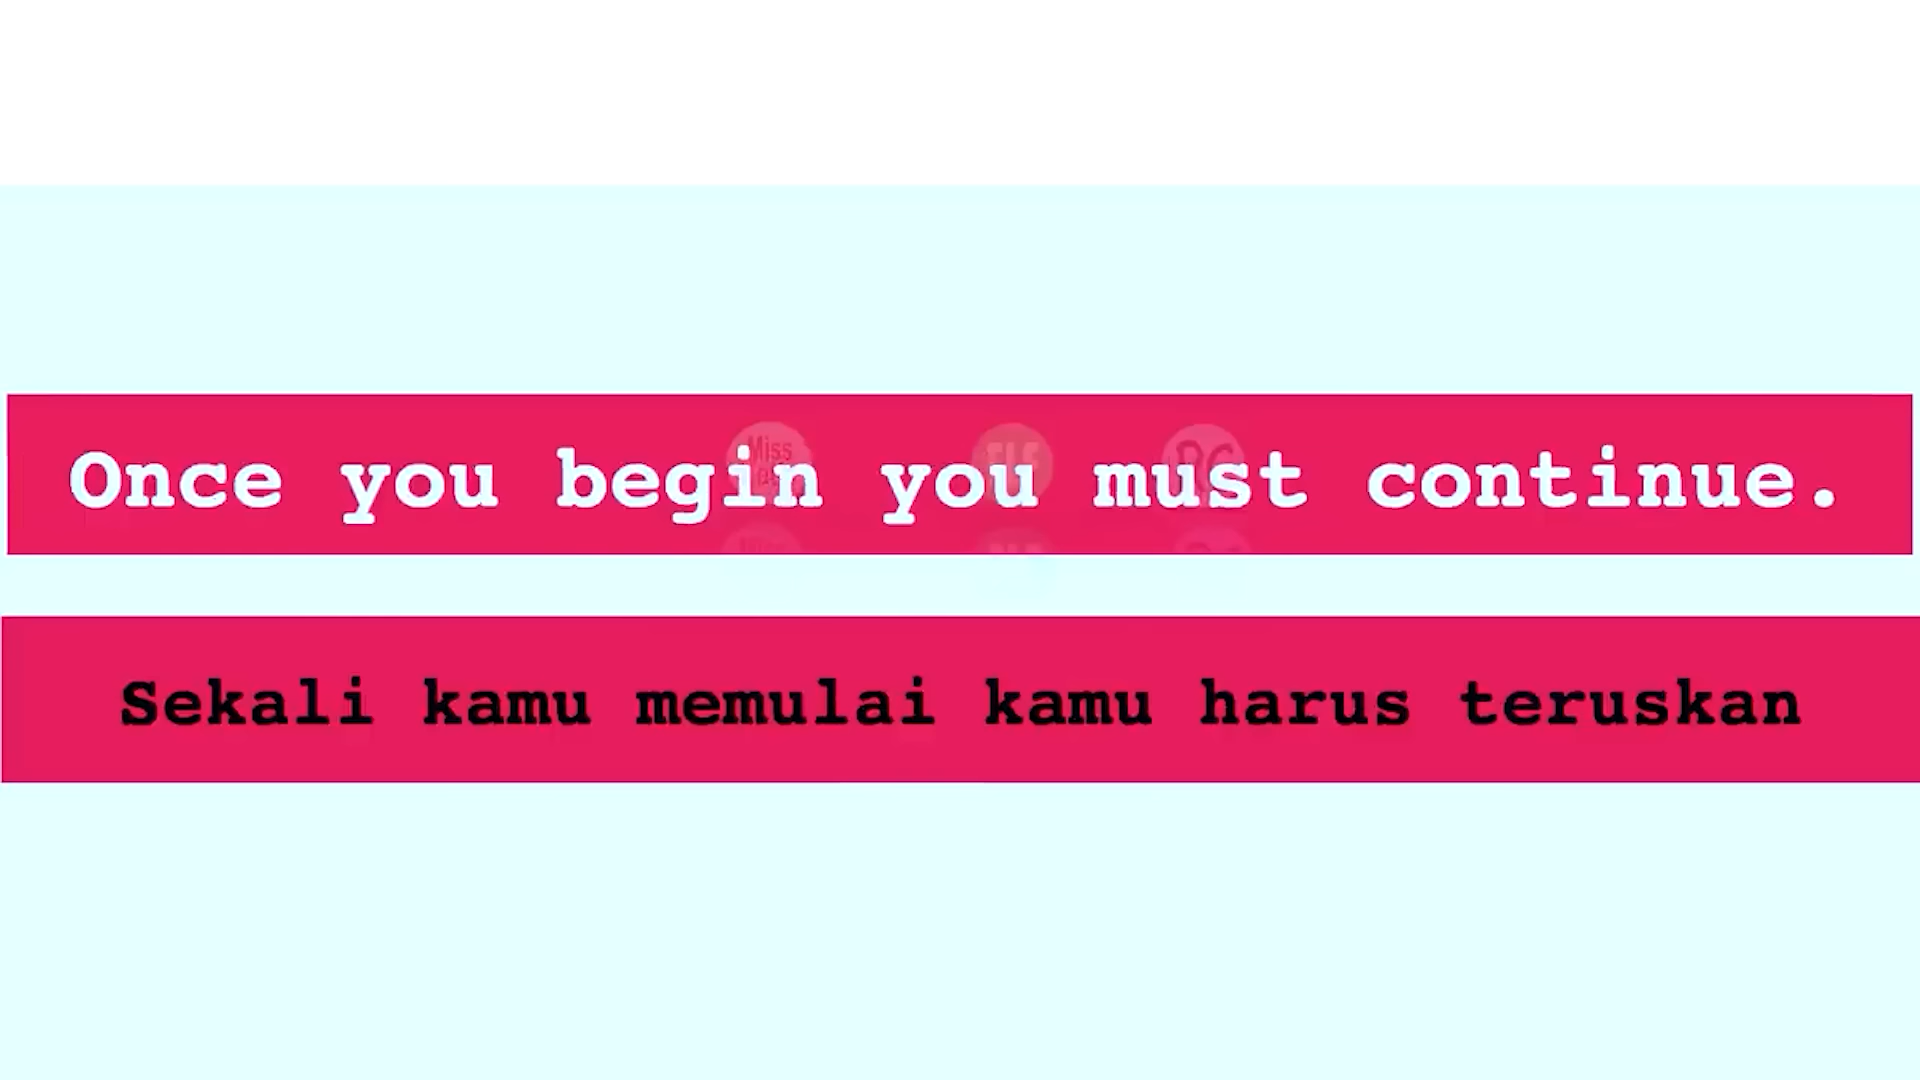 Once you begin you must continue.
Sekali kamu memulai kamu harus teruskan